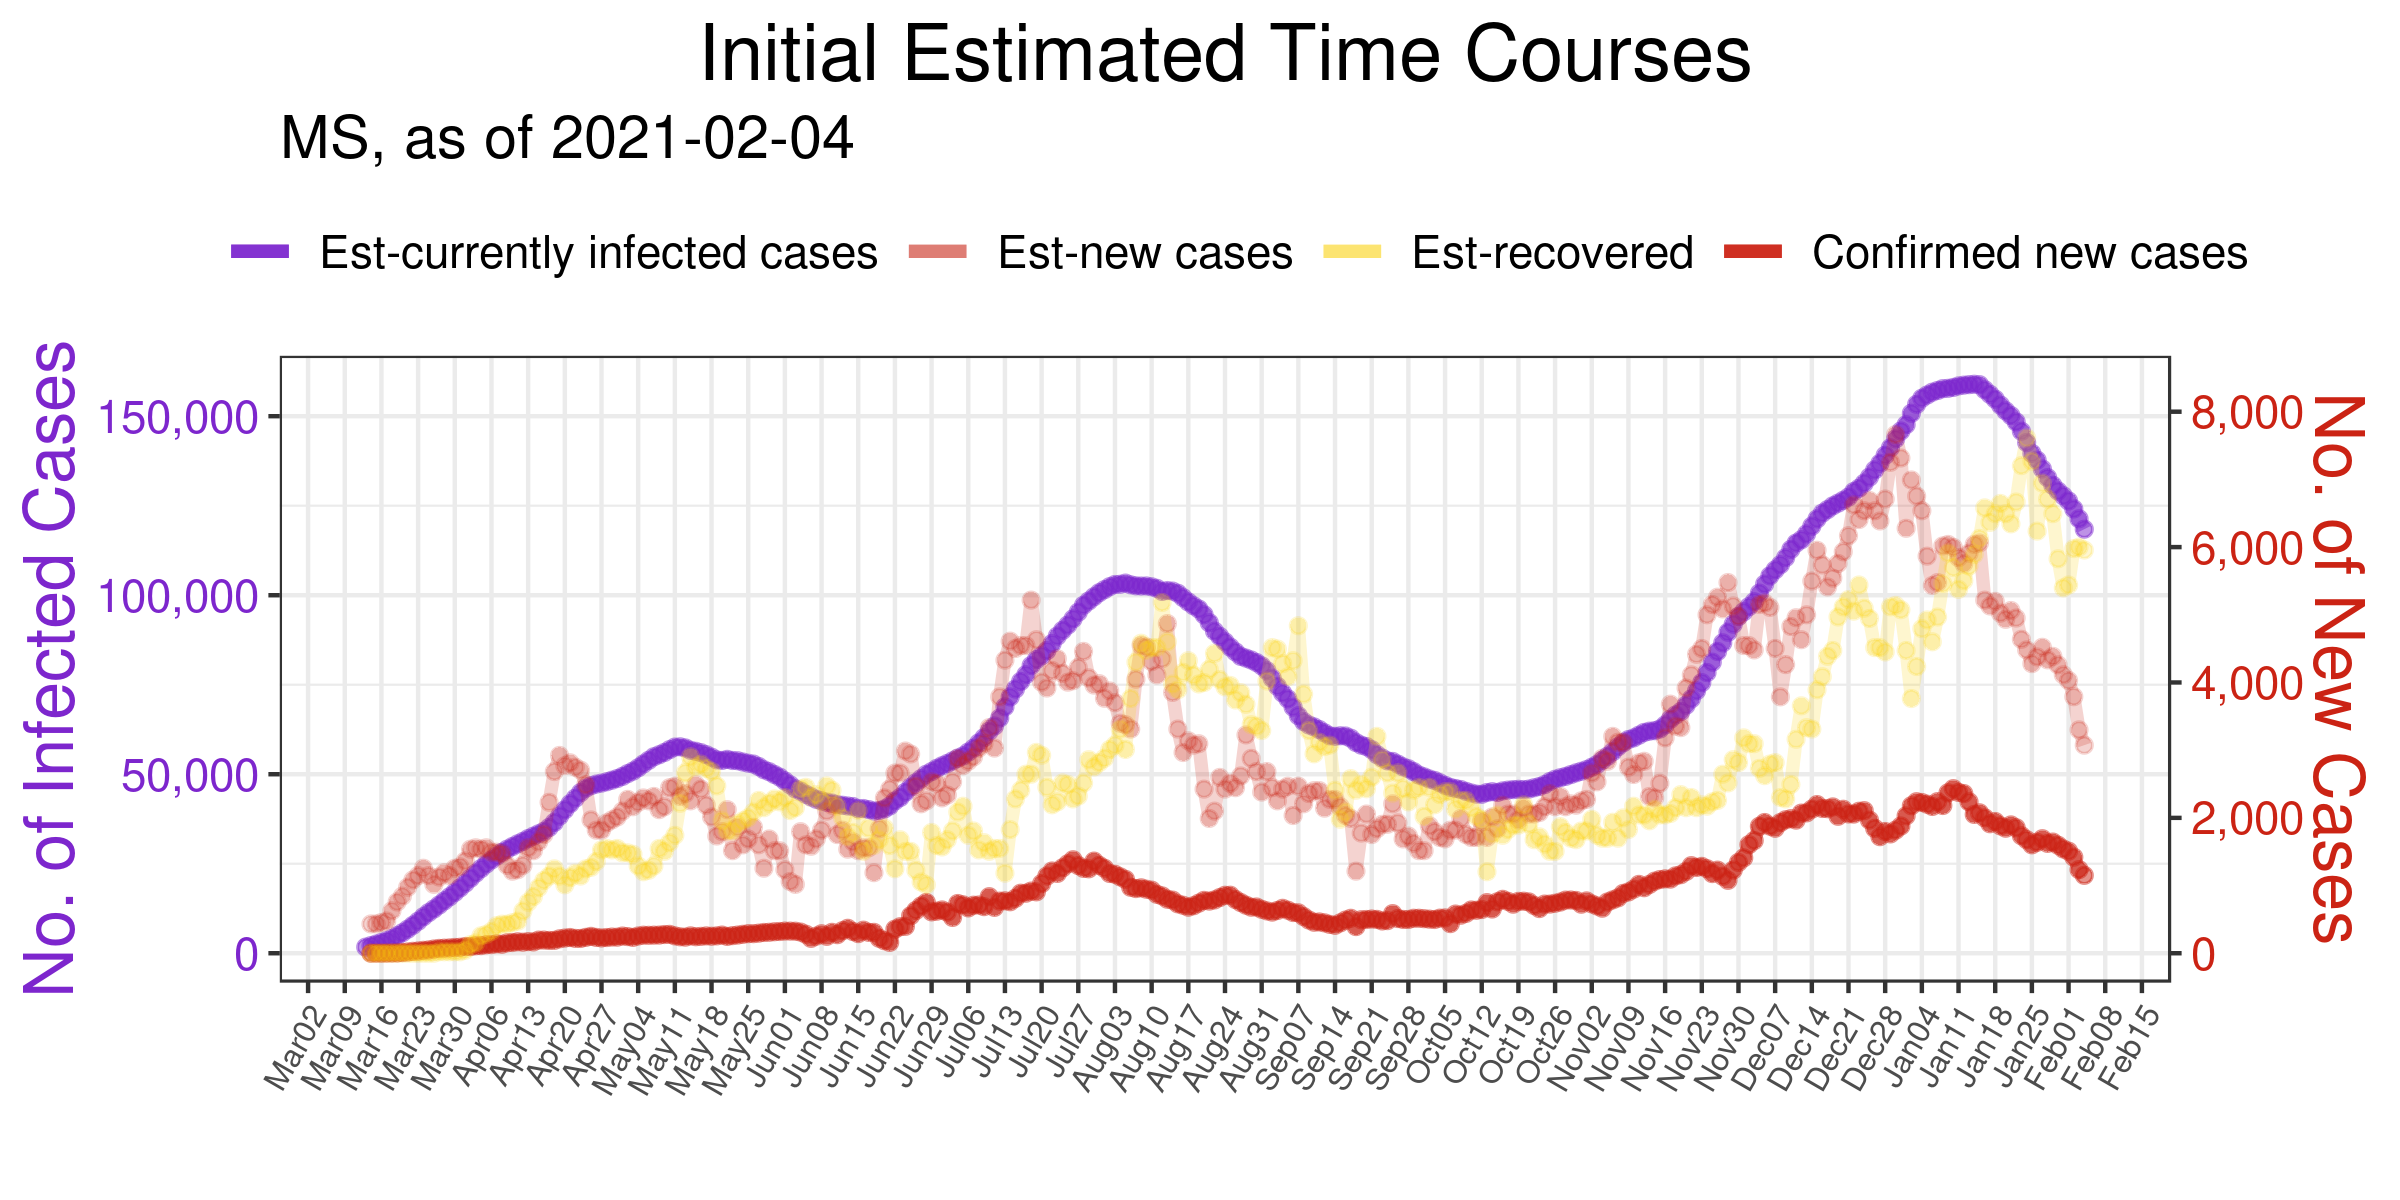 Initial Estimated Time Courses
MS, as of 2021-02-04
Est-currently infected cases Est-new cases Est-recovered Confirmed new cases
No. of Infected Cases
150,000
100,000
50,000
0
8,000
6,000
4,000
2,000
0
No. of New Cases
Mar02 Mar09 Mar16 Mar23 Mar30 Apr06 Apr13 Apr20 Apr27 May04 May11 May18 May25 Jun01 Jun08 Jun15 Jun22 Jun29 Jul06 Jul13 Jul20 Jul27 Aug03 Aug10 Aug17 Aug24 Aug31 Sep07 Sep14 Sep21 Sep28 Oct05 Oct12 Oct19 Oct26 Nov02 Nov09 Nov16 Nov23 Nov30 Dec07 Dec14 Dec21 Dec28 Jan04 Jan11 Jan18 Jan25 Feb01 Feb08 Feb15